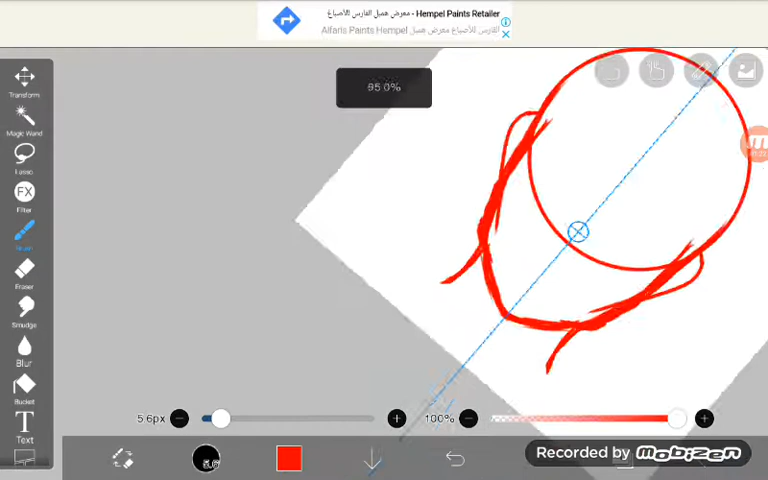 Hempel Paints Retailer - معرض همبل الفارس للأصباغ
Alfaris Paints Hempel الفارس للأصباغ معرض همبل
95.0%
Transform
Magic Wand
Lasso
FX
Filter
Brush
Eraser
Smudge
Blur
Bucket
T
Text
5.6px
100%
Recorded by mobizen